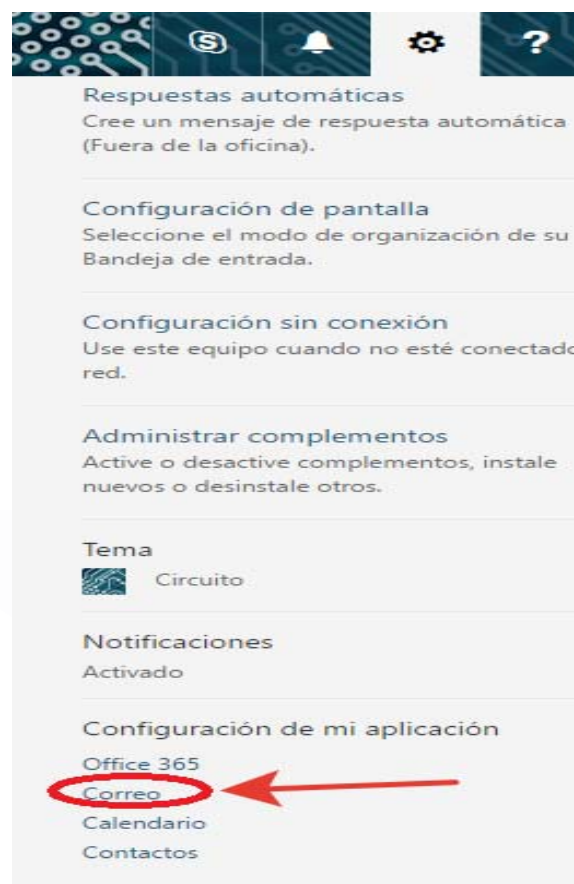 ?
Respuestas automáticas
Cree un mensaje de respuesta automática
(Fuera de la oficina).
Configuración de pantalla
Seleccione el modo de organización de su
Bandeja de entrada.
Configuración sin conexión
Use este equipo cuando no esté conectado
red.
Administrar complementos
Active o desactive complementos, instale
nuevos o desinstale otros.
Tema
Circuito
Notificaciones
Activado
Configuración de mi aplicación
Office 365
Correo
Calendario
Contactos